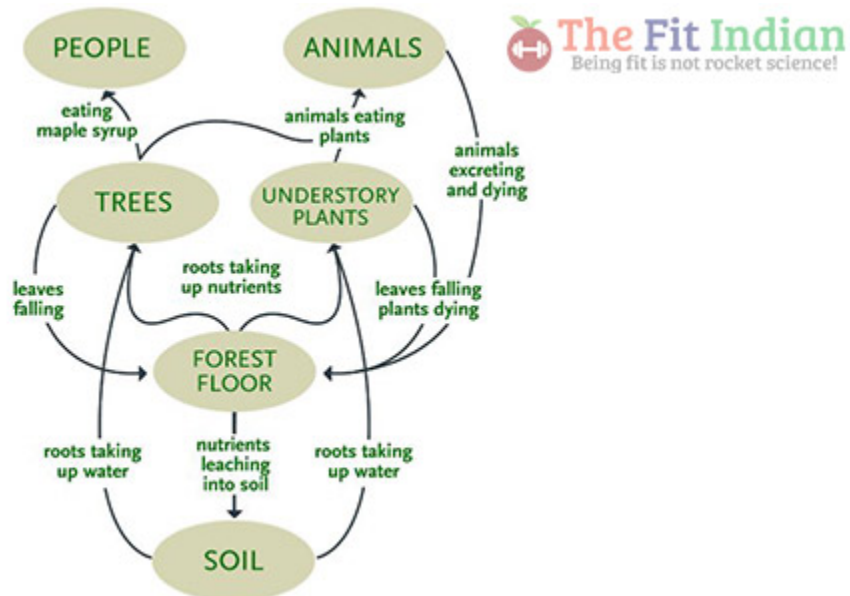 The Fit Indian
Being fit is not rocket science!
PEOPLE
ANIMALS
eating
maple syrup
animals eating
plants
animals
excreting
and dying
TREES
UNDERSTORY
PLANTS
roots taking
up nutrients
leaves
falling
leaves falling
plants dying
FOREST
FLOOR
roots taking
up water
nutrients
leaching
into soil
roots taking
up water
SOIL